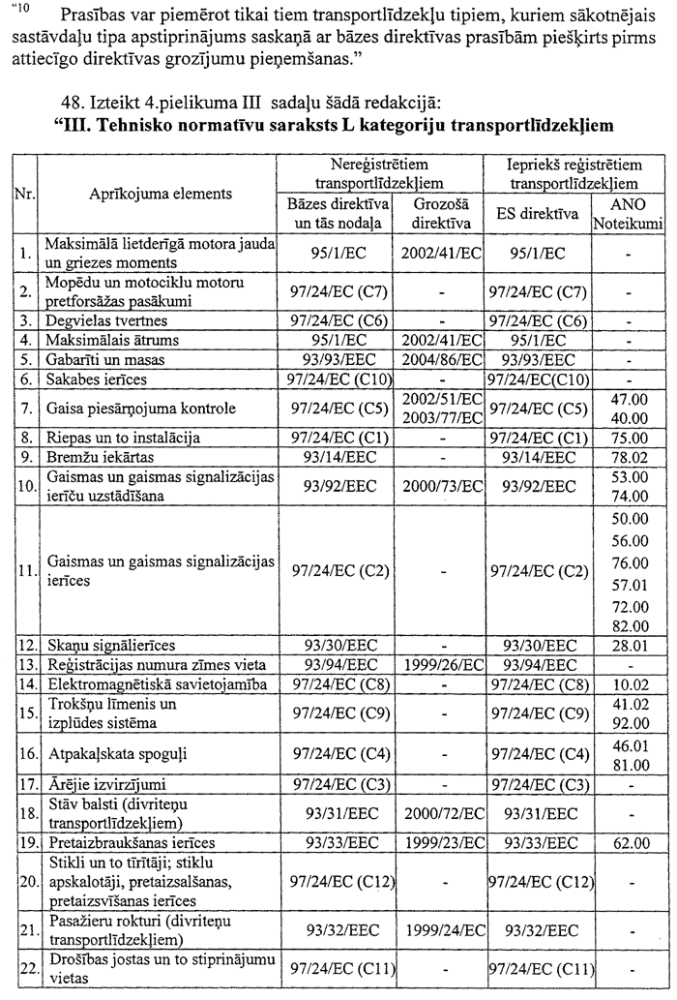 “10 Prasības var piemērot tikai tiem transportlīdzekļu tipiem, kuriem sākotnējais
sastāvdaļu tipa apstiprinājums saskaņā ar bāzes direktīvas prasībām piešķirts pirms
attiecīgo direktīvas grozījumu pieņemšanas.”
48. Izteikt 4.pielikuma III sadaļu šādā redakcijā:
“III. Tehnisko normatīvu saraksts L kategoriju transportlīdzekļiem
Nr. Aprīkojuma elements Nereģistrētiem transportlīdzekļiem Iepriekš reģistrētiem transportlīdzekļiem
Bāzes direktīva un tās nodaļa Grozošā direktīva ES direktīva ANO Noteikumi
1. Maksimālā lietderīgā motora jauda
un griezes moments 95/1/EC 2002/41/EC 95/1/EC -
2. Mopēdu un motociklu motoru
pretforsāžas pasākumi 97/24/EC (C7) - 97/24/EC (C7) -
3. Degvielas tvertnes 97/24/EC (C6) - 97/24/EC (C6) -
4. Maksimālais ātrums 95/1/EC 2002/41/EC 95/1/EC -
5. Gabarīti un masas 93/93/EEC 2004/86/EC 93/93/EEC -
6. Sakabes ierīces 97/24/EC (C10) - 97/24/EC(C10) -
7. Gaisa piesārņojuma kontrole 97/24/EC (C5) 2002/51/EC 97/24/EC (C5) 47.00
2003/77/EC 40.00
8. Riepas un to instalācija 97/24/EC (C1) - 97/24/EC (C1) 75.00
9. Bremžu iekārtas 93/14/EEC - 93/14/EEC 78.02
10. Gaismas un gaismas signalizācijas 93/92/EEC 2000/73/EC 93/92/EEC 53.00
ierīču uzstādīšana 74.00
11. Gaismas un gaismas signalizācijas
ierīces 97/24/EC (C2) - 97/24/EC (C2) 50.00
56.00
76.00
57.01
72.00
82.00
12. Skaņu signālierīces 93/30/EEC - 93/30/EEC 28.01
13. Reģistrācijas numura zīmes vieta 93/94/EEC 1999/26/EC 93/94/EEC -
14. Elektromagnētiskā savietojamība 97/24/EC (C8) - 97/24/EC (C8) 10.02
15. Trokšņu līmenis un 97/24/EC (C9) - 97/24/EC (C9) 41.02
izplūdes sistēma 92.00
16. Atpakaļskata spoguļi 97/24/EC (C4) - 97/24/EC (C4) 46.01
81.00
17. Ārējie izvirzījumi 97/24/EC (C3) - 97/24/EC (C3) -
18. Stāv balsti (divriteņu
transportlīdzekļiem) 93/31/EEC 2000/72/EC 93/31/EEC -
19. Pretaizbraukšanas ierīces 93/33/EEC 1999/23/EC 93/33/EEC 62.00
20. Stikli un to tīrītāji; stiklu
apskalotāji, pretaizsalšanas,
pretaizsvīšanas ierīces 97/24/EC (C12) - 97/24/EC (C12) -
21. Pasažieru rokturi (divriteņu
transportlīdzekļiem) 93/32/EEC 1999/24/EC 93/32/EEC -
22. Drošības jostas un to stiprinājumu
vietas 97/24/EC (C11) - 97/24/EC (C11) -